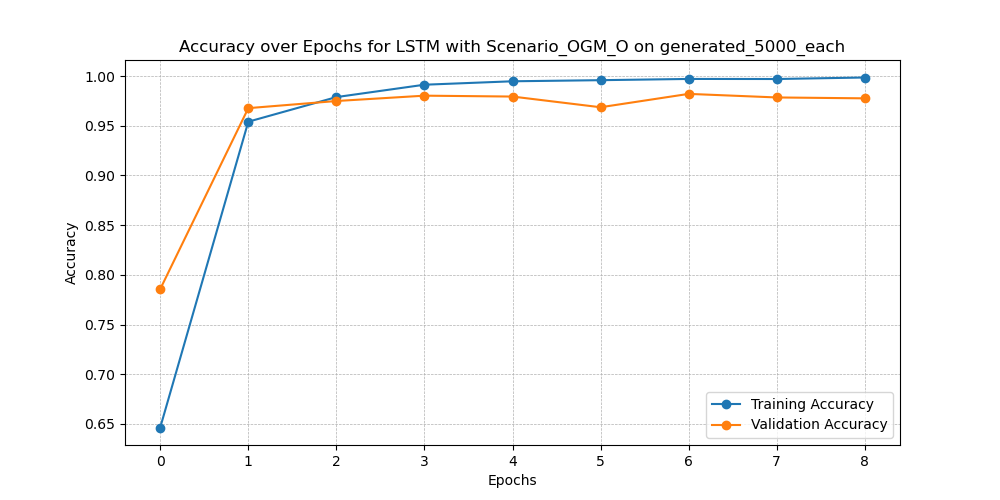 Accuracy over Epochs for LSTM with Scenario_OGM_O on generated_5000_each
1.00
0.95
0.90
0.85
0.80
0.75
0.70
0.65
Accuracy
0 1 2 3 4 5 6 7 8
Epochs
Training Accuracy
Validation Accuracy